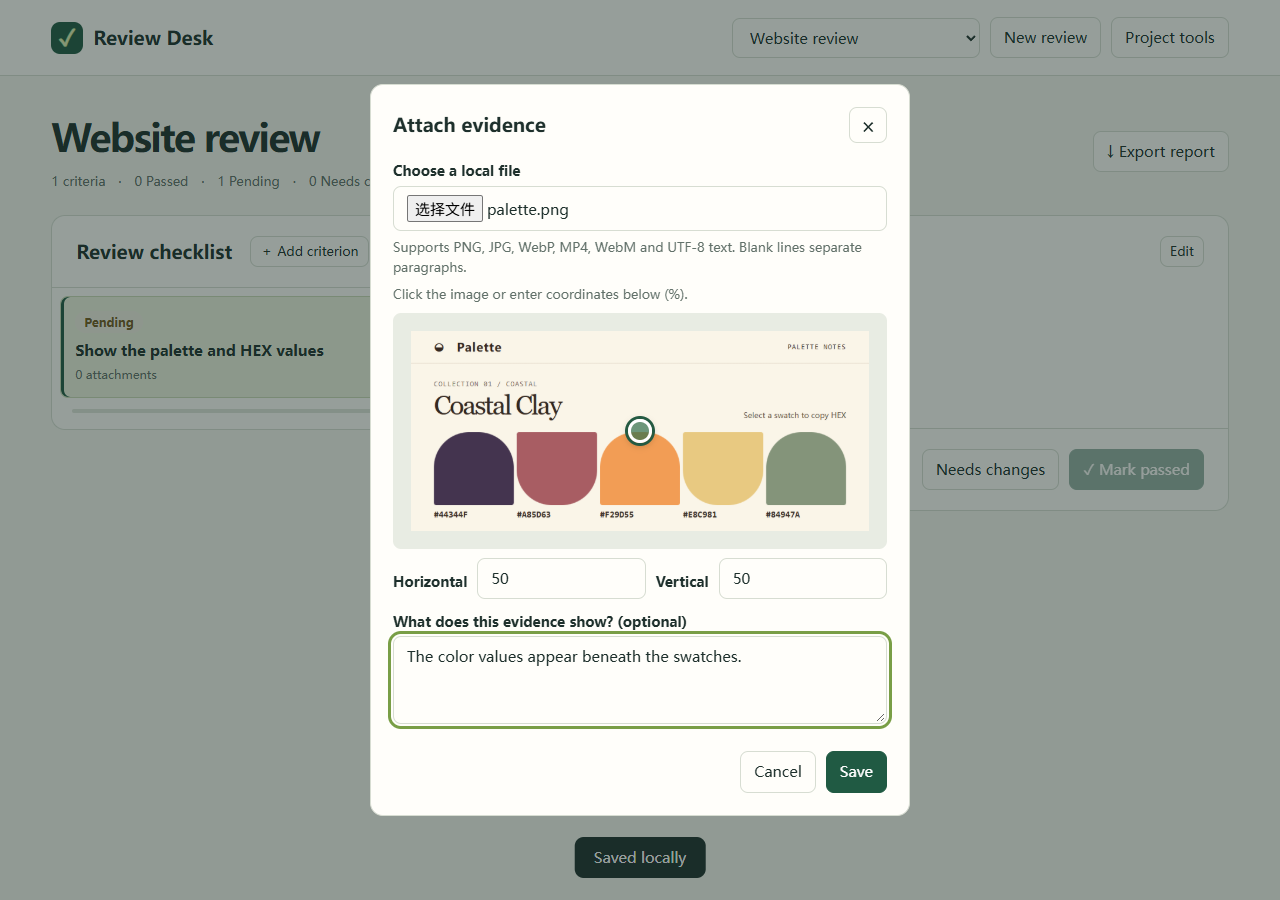 Review Desk
Website review
New review
Project tools
Website review
1 criteria · 0 Passed · 1 Pending · 0 Needs c
↓ Export report
Review checklist
+ Add criterion
Edit
Pending
Show the palette and HEX values
0 attachments
Needs changes
✓ Mark passed
Attach evidence
×
Choose a local file
选择文件 palette.png
Supports PNG, JPG, WebP, MP4, WebM and UTF-8 text. Blank lines separate
paragraphs.
Click the image or enter coordinates below (%).
Palette
PALETTE NOTES
COLLECTION 01 / COASTAL
Coastal Clay
Select a swatch to copy HEX
#44344F
#A85D63
#F29D55
#E8C981
#84947A
Horizontal
50
Vertical
50
What does this evidence show? (optional)
The color values appear beneath the swatches.
Cancel
Save
Saved locally